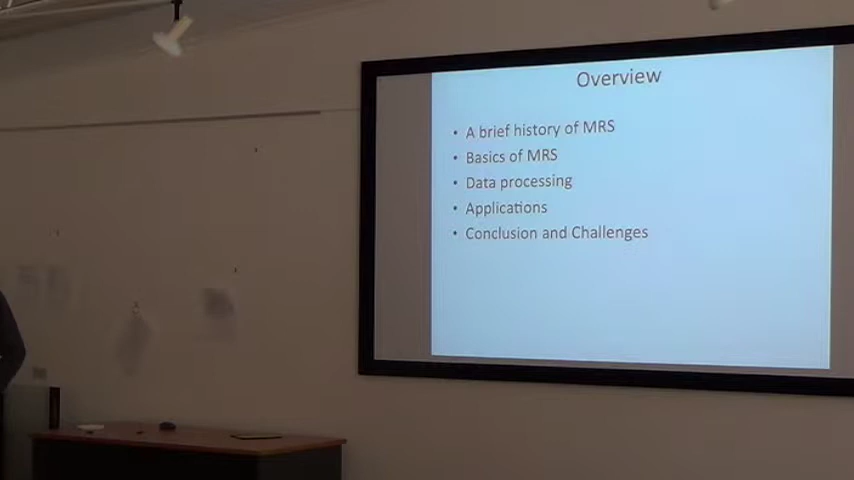 Overview
• A brief history of MRS
• Basics of MRS
• Data processing
• Applications
• Conclusion and Challenges